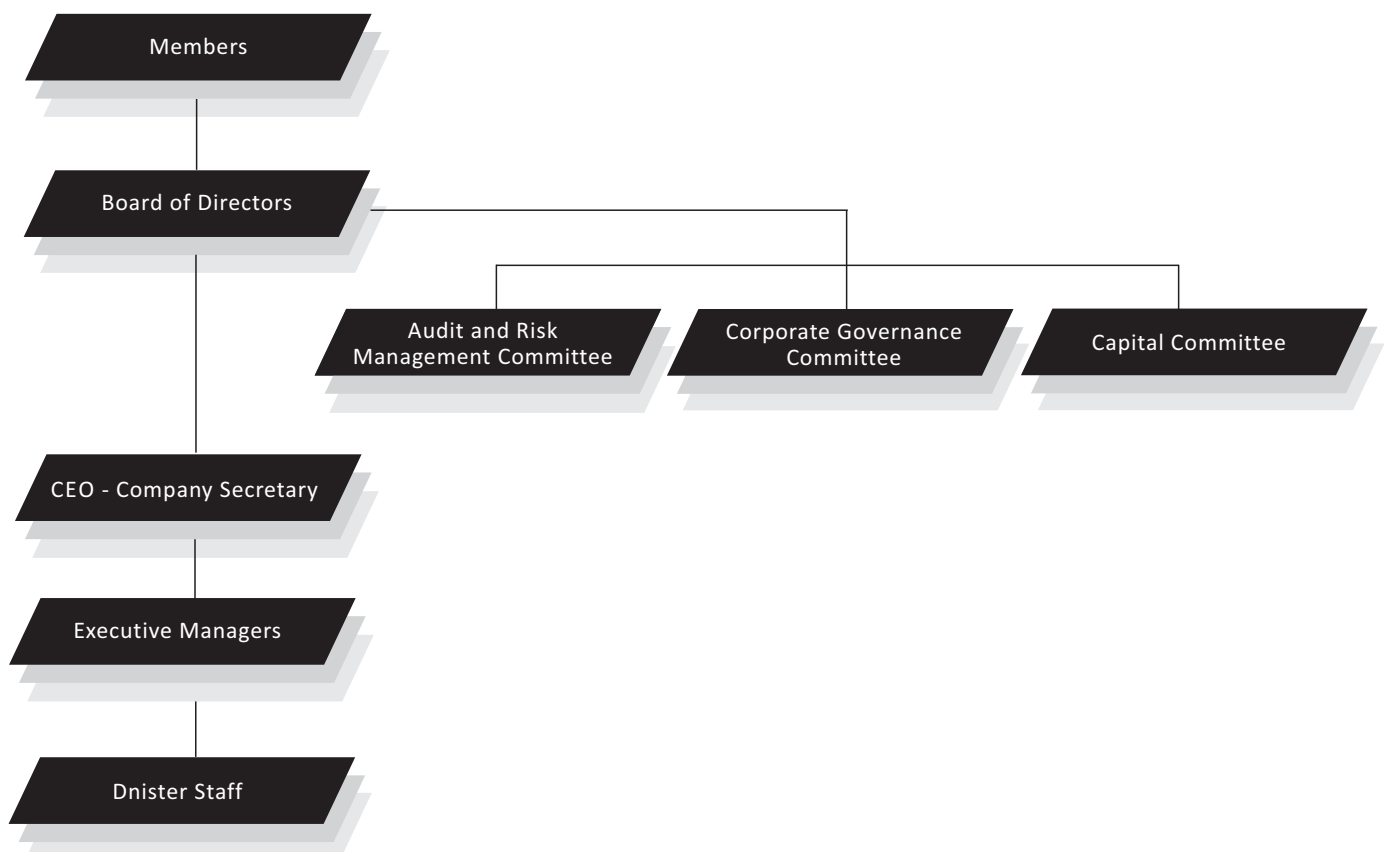 Members
Board of Directors
Audit and Risk
Management Committee
Corporate Governance
Committee
Capital Committee
CEO - Company Secretary
Executive Managers
Dnister Staff